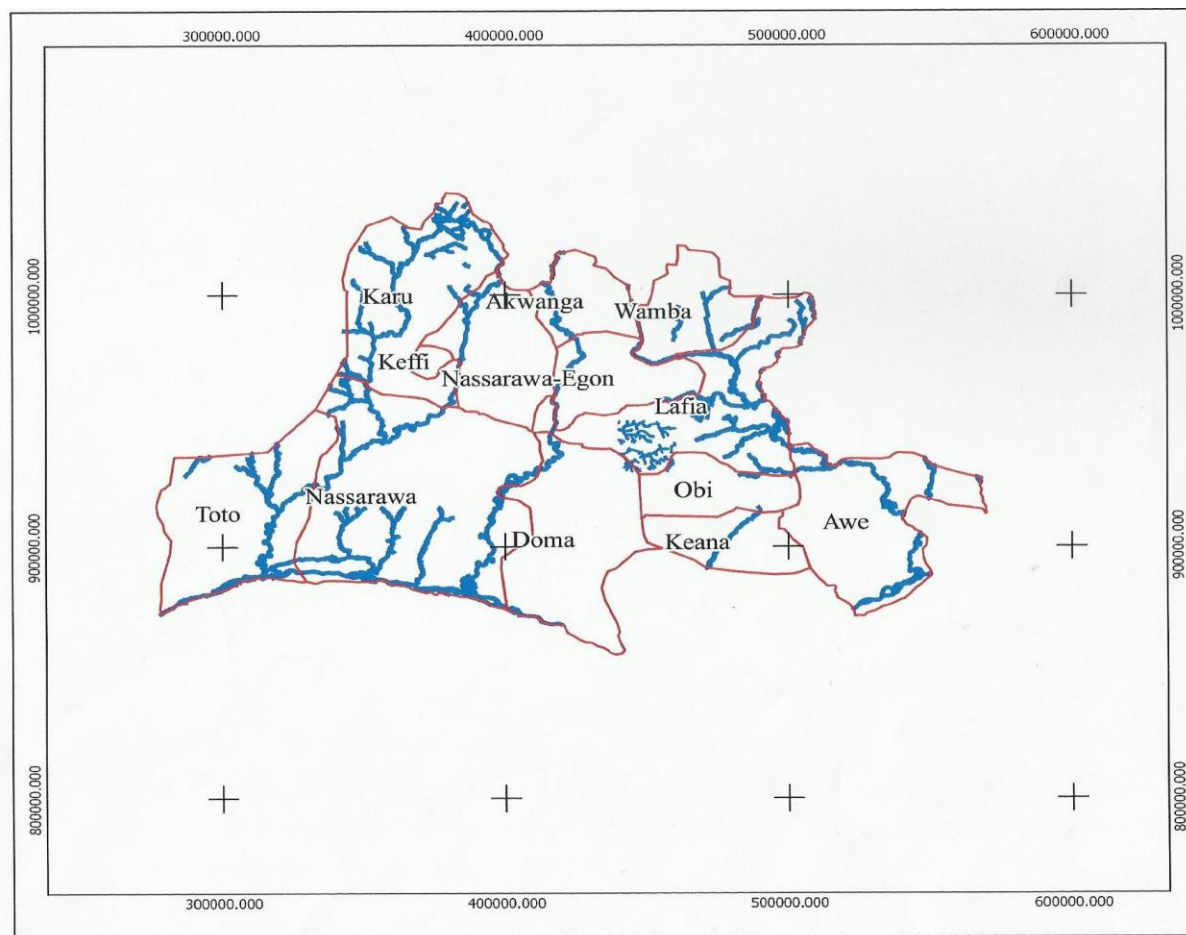 300000.000 400000.000 500000.000 600000.000
1000000.000 1000000.000
Karu Akwanga Wamba
Keffi
Nassarawa-Egon
Lafia
Obi
Nassarawa
Toto Awe
Doma Keana
900000.000 900000.000
800000.000 800000.000
300000.000 400000.000 500000.000 600000.000